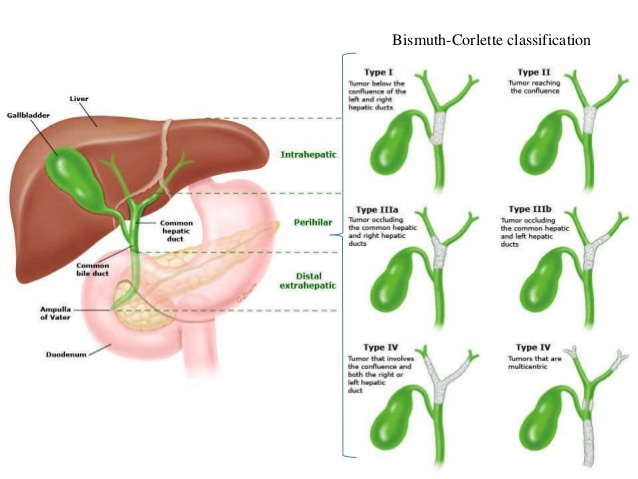 Bismuth-Corlette classification
Liver
Gallbladder
Intrahepatic
Perihilar
Common
hepatic
duct
Common
bile duct
Distal
extrahepatic
Ampulla
of Vater
Duodenum
Type I
Tumor below the
confluence of the
left and right
hepatic ducts
Type II
Tumor reaching
the confluence
Type IIIa
Tumor occluding
the common hepatic
and right hepatic
ducts
Type IIIb
Tumor occluding
the common hepatic
and left hepatic
ducts
Type IV
Tumor that involves
the confluence and
both the right or
left hepatic
duct
Type IV
Tumors that are
multicentric